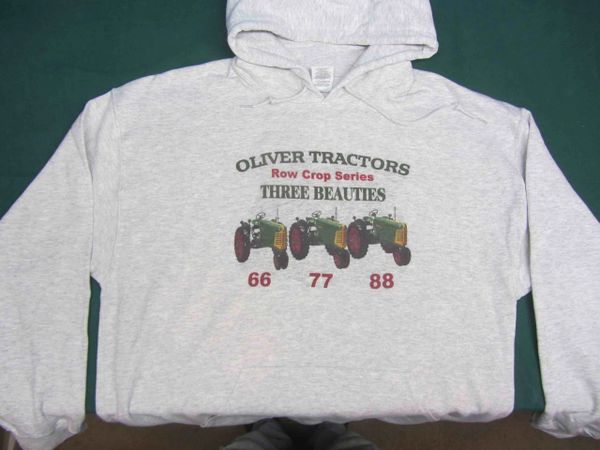 OLIVER TRACTORS
Row Crop Series
THREE BEAUTIES
66 77 88